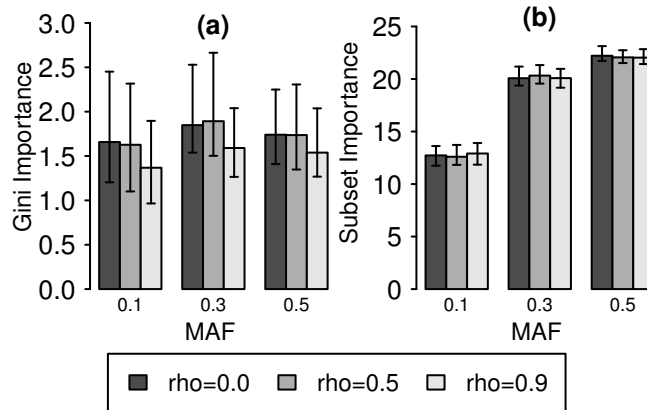 (a)
Gini Importance
3.0
2.5
2.0
1.5
1.0
0.5
0.0
0.1 0.3 0.5
MAF
(b)
Subset Importance
25
20
15
10
5
0
0.1 0.3 0.5
MAF
rho=0.0 rho=0.5 rho=0.9